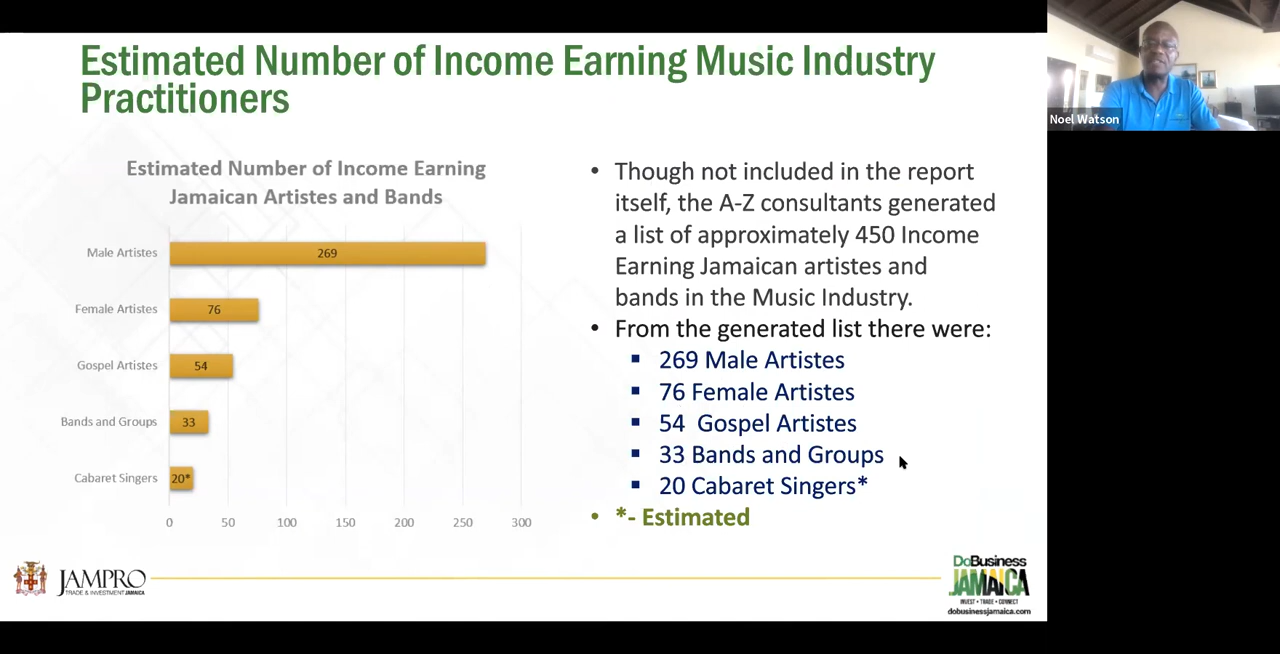 Estimated Number of Income Earning Music Industry
Practitioners
Noel Watson
Estimated Number of Income Earning
Jamaican Artistes and Bands
Male Artistes
269
Female Artistes
76
Gospel Artistes
54
Bands and Groups
33
Cabaret Singers
20*
0 50 100 150 200 250 300
• Though not included in the report
itself, the A-Z consultants generated
a list of approximately 450 Income
Earning Jamaican artistes and
bands in the Music Industry.
• From the generated list there were:
▪ 269 Male Artistes
▪ 76 Female Artistes
▪ 54 Gospel Artistes
▪ 33 Bands and Groups
▪ 20 Cabaret Singers*
• *- Estimated
JAMPRO
TRADE & INVESTMENT JAMAICA
DoBusiness
JAMAICA
INVEST • TRADE • CONNECT
dobusinessjamaica.com